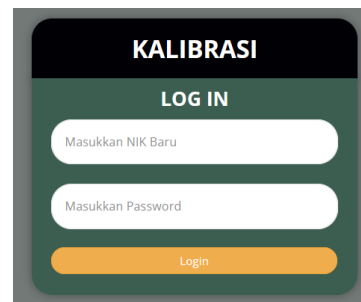 KALIBRASI
LOG IN
Masukkan NIK Baru
Masukkan Password
Login